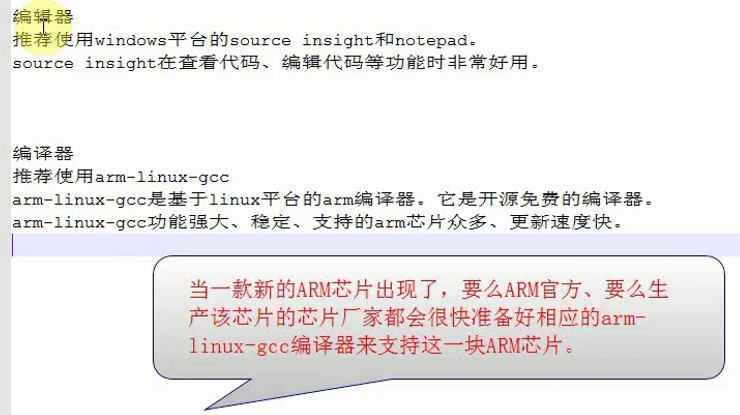 编辑器
推荐使用windows平台的source insight和notepad。
source insight在查看代码、编辑代码等功能时非常好用。
编译器
推荐使用arm-linux-gcc
arm-linux-gcc是基于linux平台的arm编译器。它是开源免费的编译器。
arm-linux-gcc功能强大、稳定、支持的arm芯片众多、更新速度快。
当一款新的ARM芯片出现了，要么ARM官方、要么生
产该芯片的芯片厂家都会很快准备好相应的arm-
linux-gcc编译器来支持这一块ARM芯片。